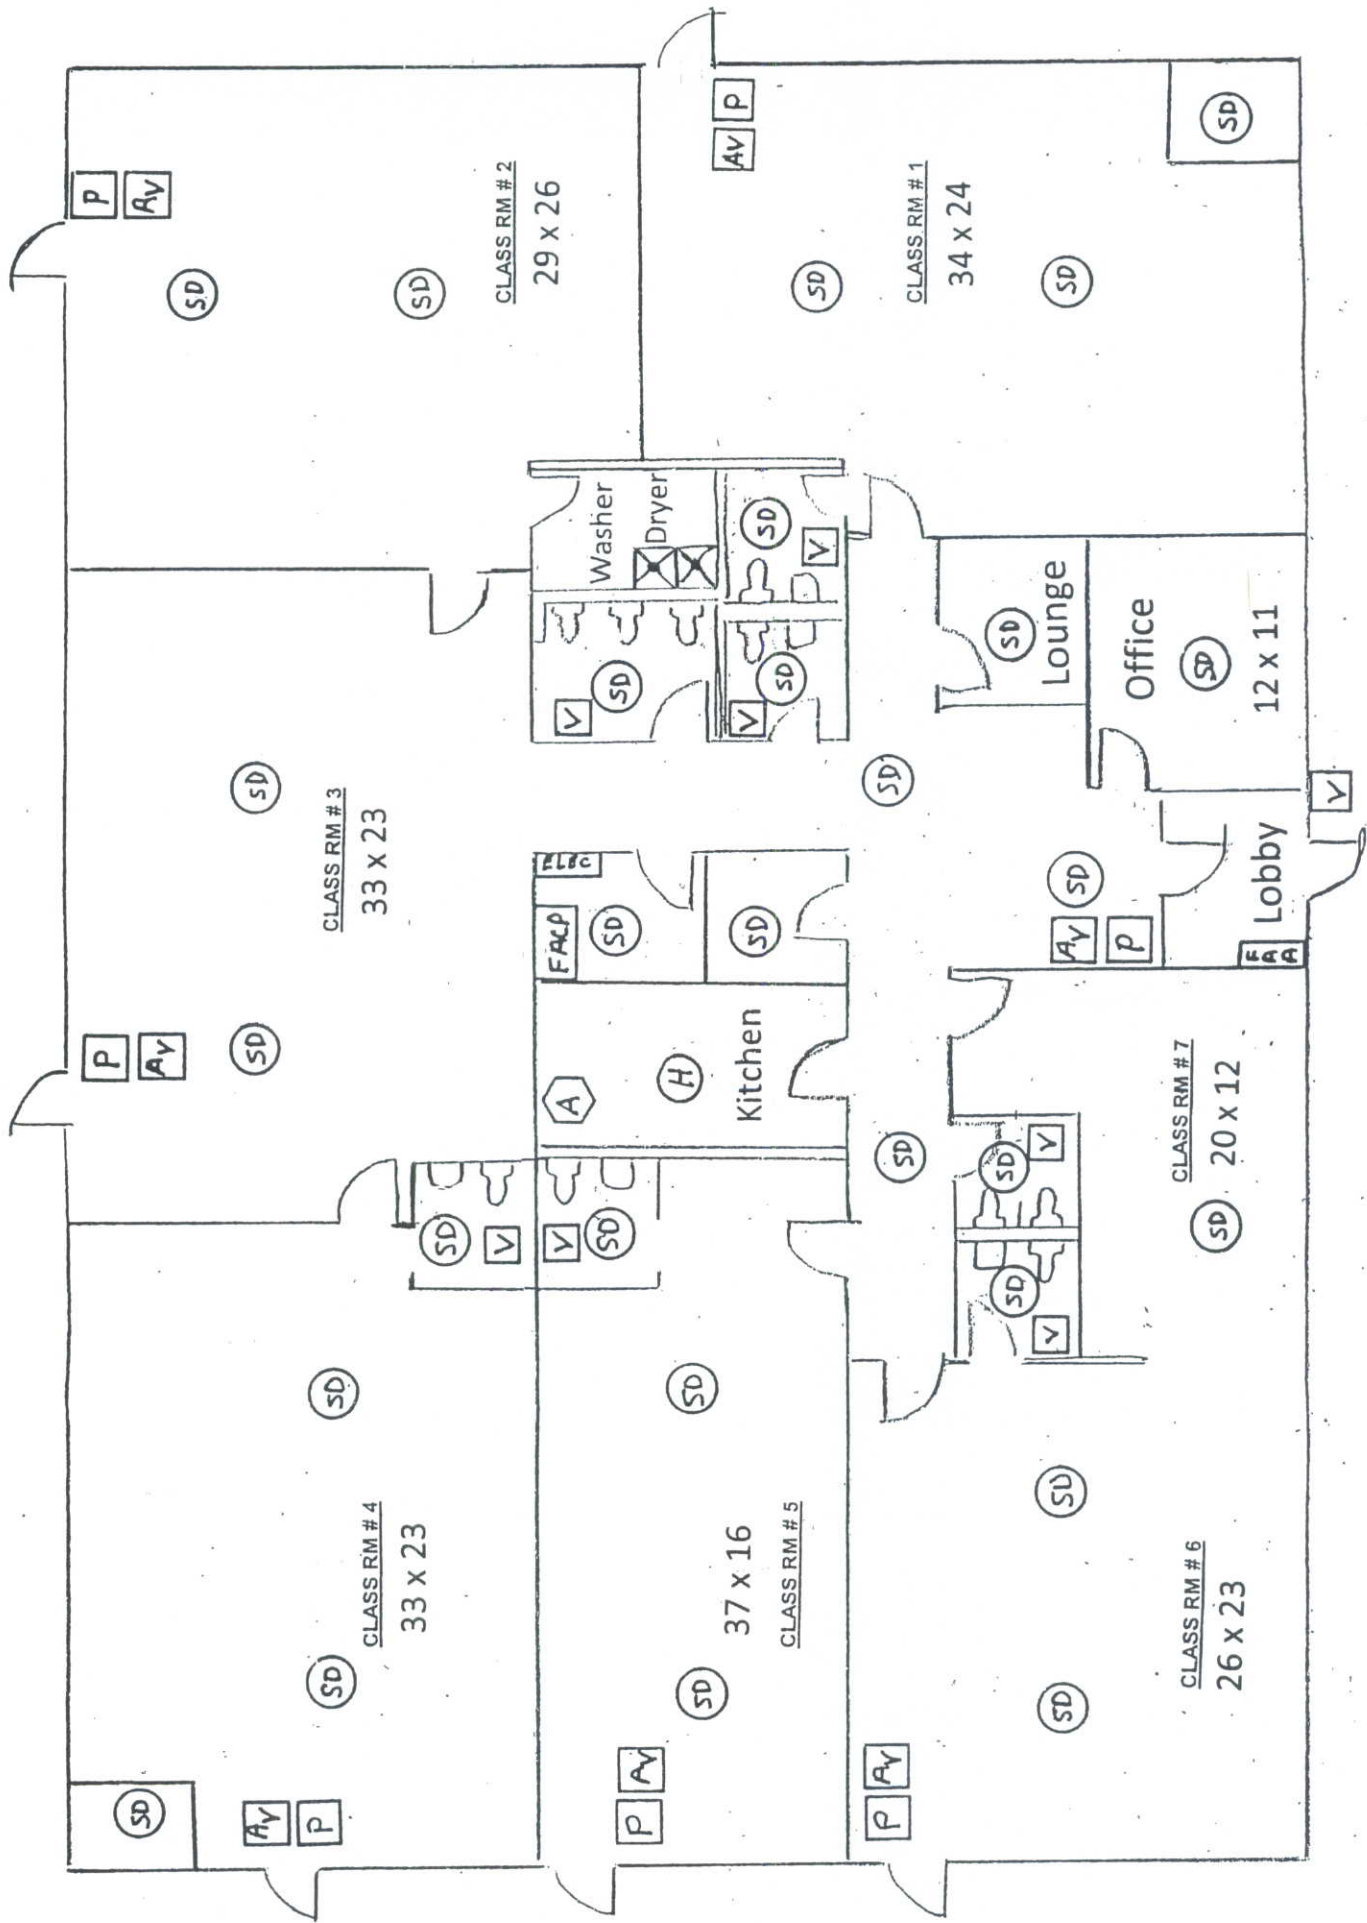 SD
AV
P
SD
SD
CLASS RM # 4
33 x 23
SD
V
P
AV
SD
SD
CLASS RM # 3
33 x 23
P
AV
SD
SD
CLASS RM # 2
29 x 26
P
AV
SD
SD
37 x 16
CLASS RM # 5
V
SD
A
H
Kitchen
FACP
ELEC
SD
SD
V
SD
Washer
Dryer
V
SD
SD
V
AV
P
SD
CLASS RM # 1
34 x 24
SD
SD
P
AV
SD
SD
CLASS RM # 6
26 x 23
SD
SD
V
SD
V
CLASS RM # 7
20 x 12
SD
SD
SD
AV
P
SD
Lounge
Office
SD
12 x 11
FAA
Lobby
V